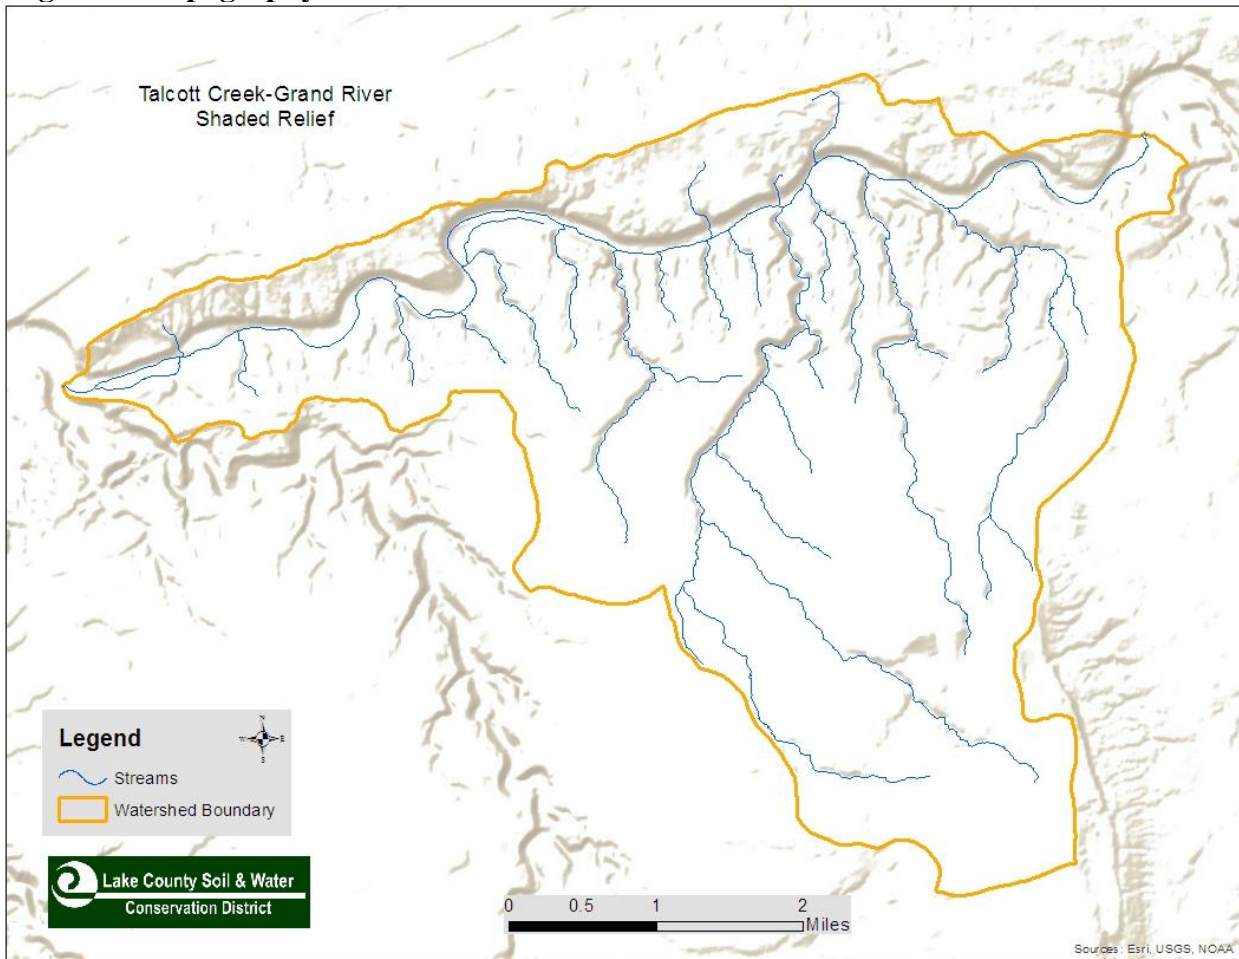 Talcott Creek-Grand River
Shaded Relief
Legend
N
W
E
S
Streams
Watershed Boundary
Lake County Soil & Water
Conservation District
0 0.5 1 2
Miles
Sources: Esri, USGS, NOAA